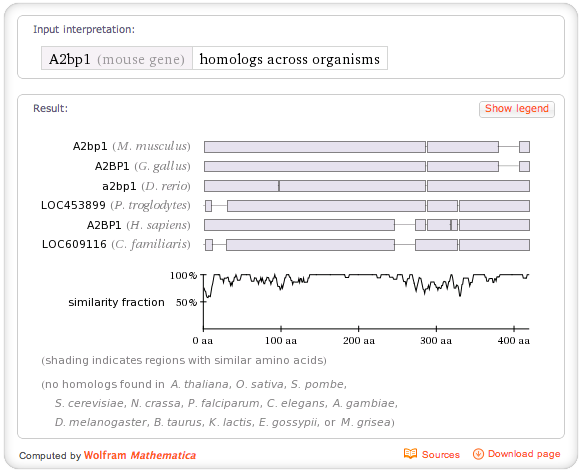 Input interpretation:
A2bp1 (mouse gene) homologs across organisms
Result:
Show legend
A2bp1 (M. musculus)
A2BP1 (G. gallus)
a2bp1 (D. rerio)
LOC453899 (P. troglodytes)
A2BP1 (H. sapiens)
LOC609116 (C. familiaris)
100%
similarity fraction 50%
0 aa 100 aa 200 aa 300 aa 400 aa
(shading indicates regions with similar amino acids)
(no homologs found in A. thaliana, O. sativa, S. pombe,
S. cerevisiae, N. crassa, P. falciparum, C. elegans, A. gambiae,
D. melanogaster, B. taurus, K. lactis, E. gossypii, or M. grisea)
Computed by Wolfram Mathematica
Sources Download page